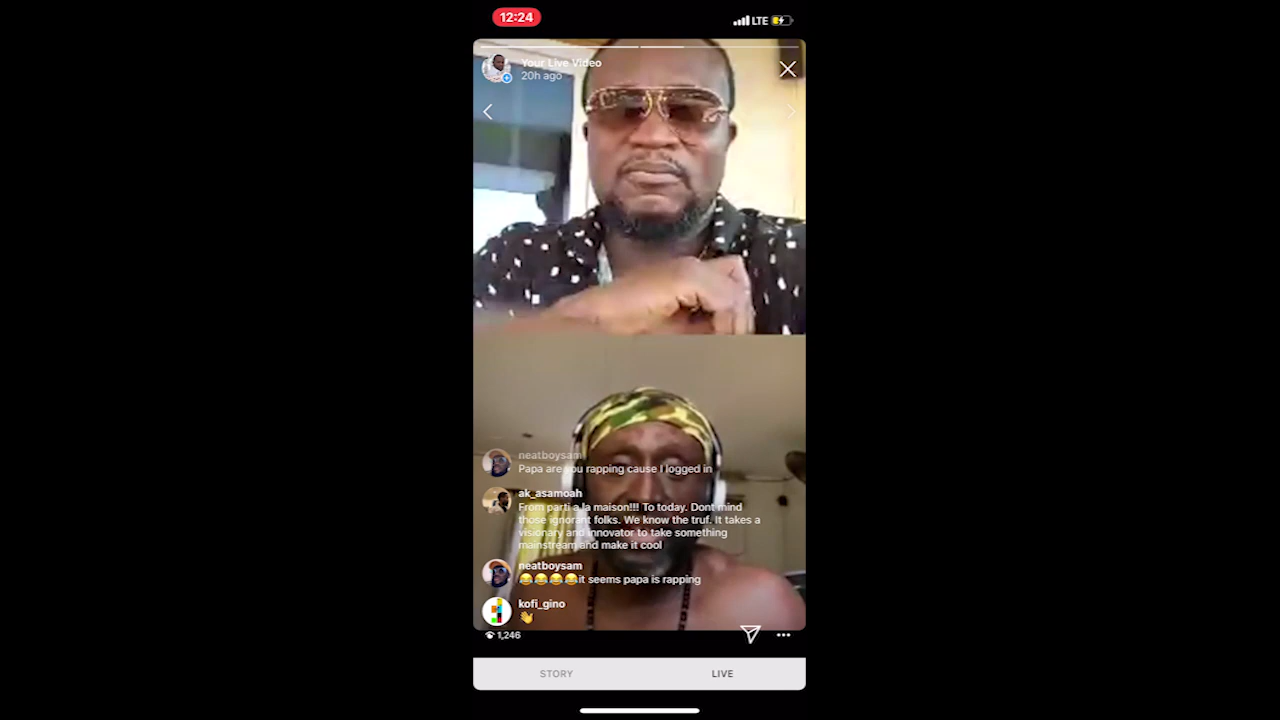 12:24
LTE
Your Live Video
20h ago
neatboysam
Papa are you rapping cause I logged in
ak_asamoah
From parti a la maison!!! To today. Dont mind
those ignorant folks. We know the truf. It takes a
visionary and innovator to take something
mainstream and make it cool
neatboysam
😂😂😂😂it seems papa is rapping
kofi_gino
👋
1,246
STORY
LIVE